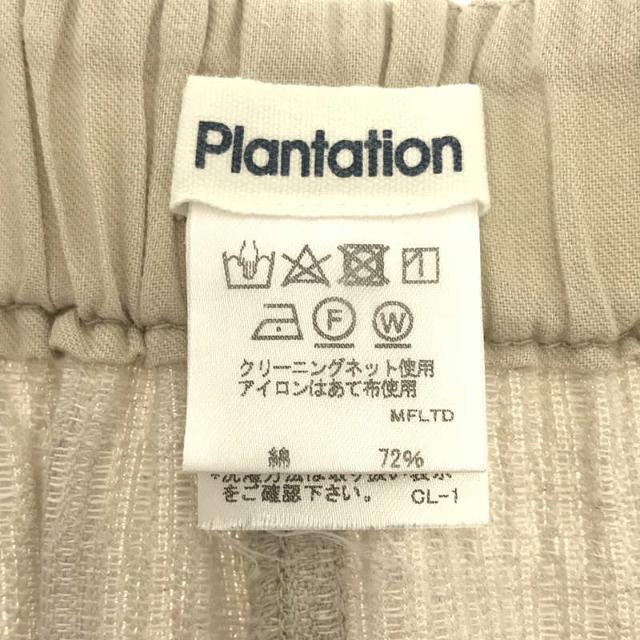 Plantation
F W
クリーニングネット使用
アイロンはあて布使用
MFLTD
綿 72%
をご確認下さい。 CL-1